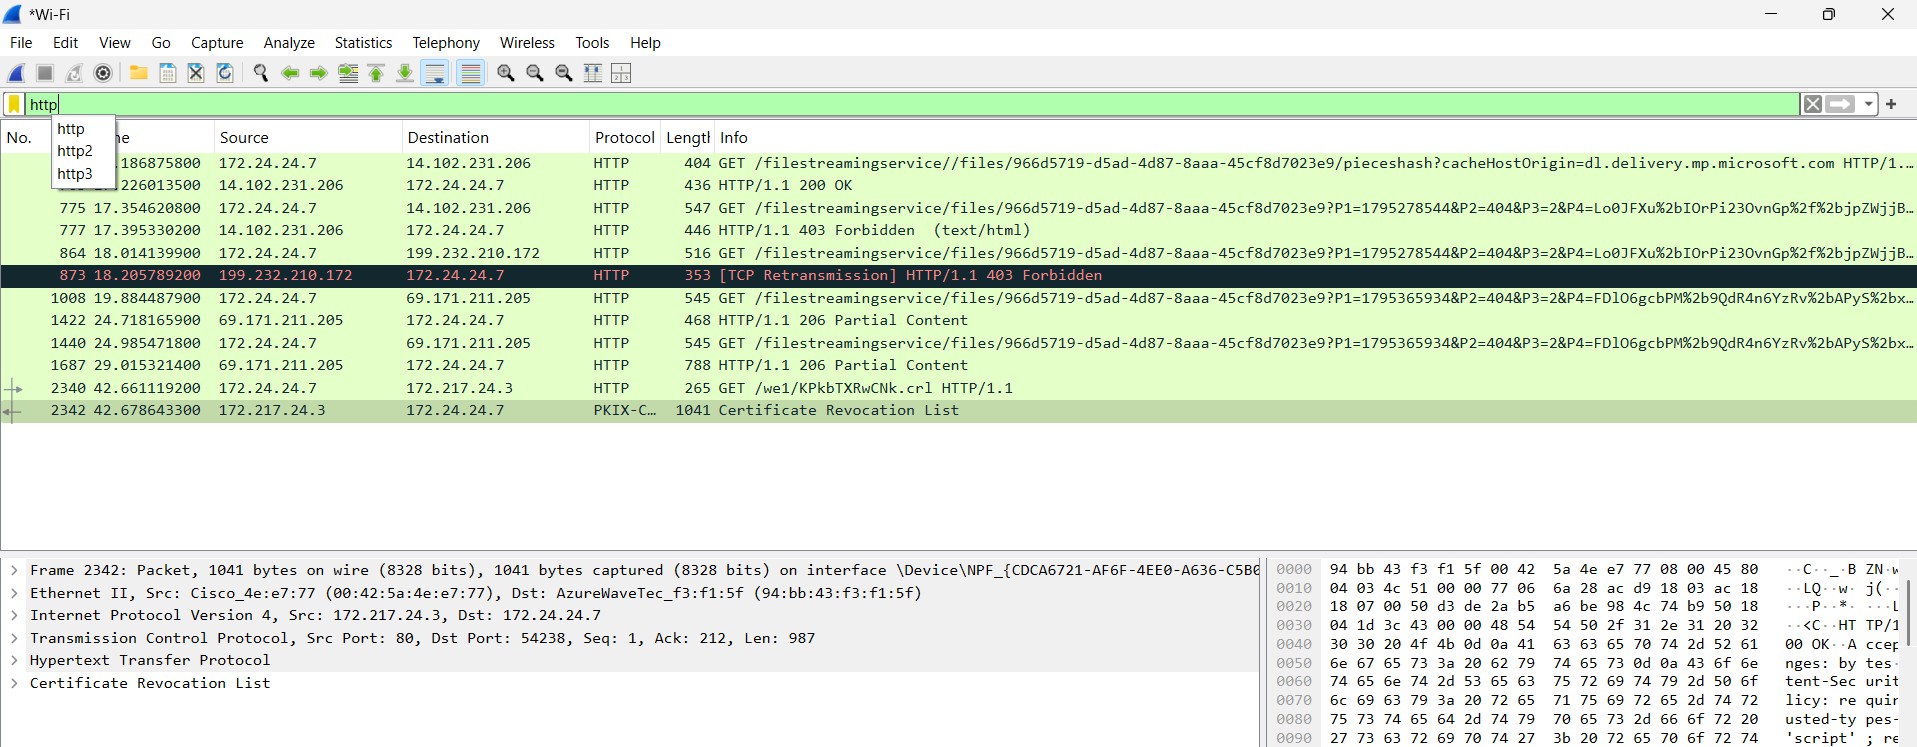 *Wi-Fi
File Edit View Go Capture Analyze Statistics Telephony Wireless Tools Help
http
http
http2
http3
No. Source Destination Protocol Length Info
.186875800 172.24.24.7 14.102.231.206 HTTP 404 GET /filestreamingservice//files/966d5719-d5ad-4d87-8aaa-45cf8d7023e9/pieceshash?cacheHostOrigin=dl.delivery.mp.microsoft.com HTTP/1...
226013500 14.102.231.206 172.24.24.7 HTTP 436 HTTP/1.1 200 OK
775 17.354620800 172.24.24.7 14.102.231.206 HTTP 547 GET /filestreamingservice/files/966d5719-d5ad-4d87-8aaa-45cf8d7023e9?P1=1795278544&P2=404&P3=2&P4=Lo0JFXu%2bIOrPi23OvnGp%2f%2bjpZWjjB...
777 17.395330200 14.102.231.206 172.24.24.7 HTTP 446 HTTP/1.1 403 Forbidden (text/html)
864 18.014139900 172.24.24.7 199.232.210.172 HTTP 516 GET /filestreamingservice/files/966d5719-d5ad-4d87-8aaa-45cf8d7023e9?P1=1795278544&P2=404&P3=2&P4=Lo0JFXu%2bIOrPi23OvnGp%2f%2bjpZWjjB...
873 18.205789200 199.232.210.172 172.24.24.7 HTTP 353 [TCP Retransmission] HTTP/1.1 403 Forbidden
1008 19.884487900 172.24.24.7 69.171.211.205 HTTP 545 GET /filestreamingservice/files/966d5719-d5ad-4d87-8aaa-45cf8d7023e9?P1=1795365934&P2=404&P3=2&P4=FDlO6gcbPM%2b9QdR4n6YzRv%2bAPyS%2bx...
1422 24.718165900 69.171.211.205 172.24.24.7 HTTP 468 HTTP/1.1 206 Partial Content
1440 24.985471800 172.24.24.7 69.171.211.205 HTTP 545 GET /filestreamingservice/files/966d5719-d5ad-4d87-8aaa-45cf8d7023e9?P1=1795365934&P2=404&P3=2&P4=FDlO6gcbPM%2b9QdR4n6YzRv%2bAPyS%2bx...
1687 29.015321400 69.171.211.205 172.24.24.7 HTTP 788 HTTP/1.1 206 Partial Content
2340 42.661119200 172.24.24.7 172.217.24.3 HTTP 265 GET /we1/KPkbTXRwCNk.crl HTTP/1.1
2342 42.678643300 172.217.24.3 172.24.24.7 PKIX-C... 1041 Certificate Revocation List
Frame 2342: Packet, 1041 bytes on wire (8328 bits), 1041 bytes captured (8328 bits) on interface \Device\NPF_{CDCA6721-AF6F-4EE0-A636-C5B0
Ethernet II, Src: Cisco_4e:e7:77 (00:42:5a:4e:e7:77), Dst: AzureWaveTec_f3:f1:5f (94:bb:43:f3:f1:5f)
Internet Protocol Version 4, Src: 172.217.24.3, Dst: 172.24.24.7
Transmission Control Protocol, Src Port: 80, Dst Port: 54238, Seq: 1, Ack: 212, Len: 987
Hypertext Transfer Protocol
Certificate Revocation List
0000 94 bb 43 f3 f1 5f 00 42 5a 4e e7 77 08 00 45 80 ··C··_·B ZN·w
0010 04 03 4c 51 00 00 77 06 6a 28 ac d9 18 03 ac 18 ··LQ··w· j(··
0020 18 07 00 50 d3 de 2a b5 a6 be 98 4c 74 b9 50 18 ···P··*· ···L
0030 04 1d 3c 43 00 00 48 54 54 50 2f 31 2e 31 20 32 ··<C··HT TP/1
0040 30 30 20 4f 4b 0d 0a 41 63 63 65 70 74 2d 52 61 00 OK··A ccep
0050 6e 67 65 73 3a 20 62 79 74 65 73 0d 0a 43 6f 6e nges: by tes·
0060 74 65 6e 74 2d 53 65 63 75 72 69 74 79 2d 50 6f tent-Sec urit
0070 6c 69 63 79 3a 20 72 65 71 75 69 72 65 2d 74 72 licy: re quir
0080 75 73 74 65 64 2d 74 79 70 65 73 2d 66 6f 72 20 usted-ty pes-
0090 27 73 63 72 69 70 74 27 3b 20 72 65 70 6f 72 74 'script' ; re